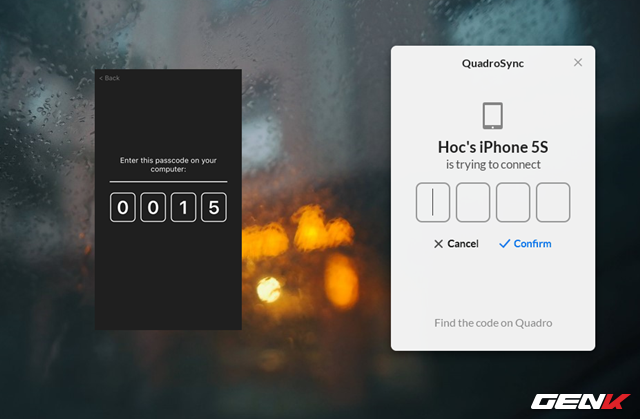 < Back
Enter this passcode on your
computer:
0 0 1 5
QuadroSync
Hoc's iPhone 5S
is trying to connect
Cancel
Confirm
Find the code on Quadro
GENK